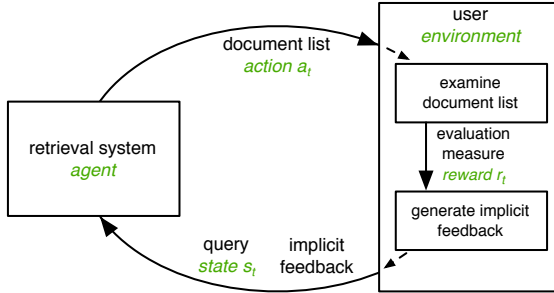 user
environment
document list
action a_t
examine
document list
retrieval system
agent
evaluation
measure
reward r_t
generate implicit
feedback
query implicit
state s_t feedback